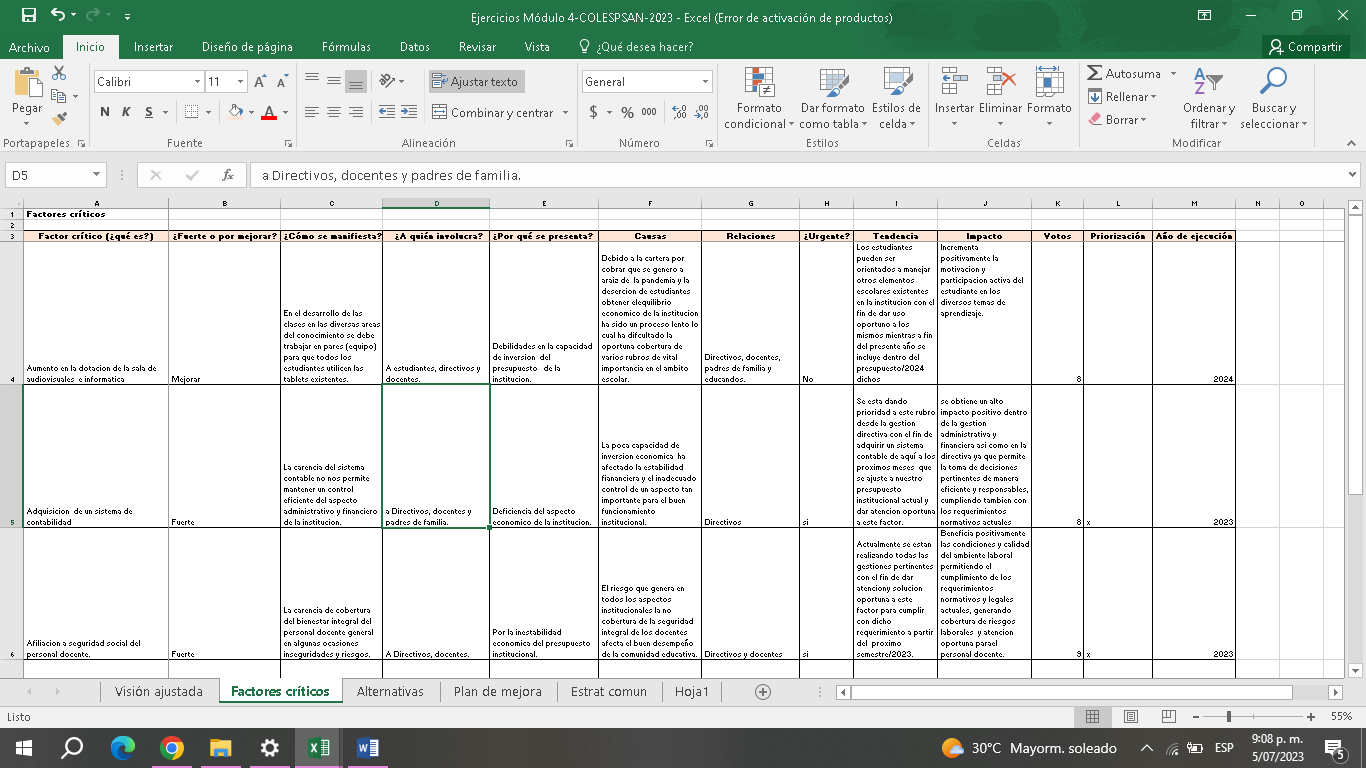 Ejercicios Módulo 4-COLESPSAN-2023 - Excel (Error de activación de productos)
Archivo Inicio Insertar Diseño de página Fórmulas Datos Revisar Vista ¿Qué desea hacer? Compartir
Pegar
Calibri 11
N K S
Ajustar texto
Combinar y centrar
General
$ % 000
Formato condicional
Dar formato como tabla
Estilos de celda
Insertar Eliminar Formato
Autosuma
Rellenar
Borrar
Ordenar y filtrar
Buscar y seleccionar
Portapapeles Fuente Alineación Número Estilos Celdas Modificar
D5 fx a Directivos, docentes y padres de familia.
A B C D E F G H I J K L M N O
1 Factores críticos
2
3 Factor crítico (¿qué es?) ¿Fuerte o por mejorar? ¿Cómo se manifiesta? ¿A quién involucra? ¿Por qué se presenta? Causas Relaciones ¿Urgente? Tendencia Impacto Votos Priorización Año de ejecución
4
Aumento en la dotacion de la sala de
audiovisuales e informatica
Mejorar
En el desarrollo de las
clases en las diversas areas
del conocimiento se debe
trabajar en pares (equipo)
para que todos los
estudiantes utilicen las
tablets existentes.
A estudiantes, directivos y
docentes.
Debilidades en la capacidad
de inversion del
presupuesto de la
institucion.
Debido a la cartera por
cobrar que se genero a
araiz de la pandemia y la
desercion de estudiantes
obtener elequilibrio
economico de la institucion
ha sido un proceso lento lo
cual ha dificultado la
oportuna cobertura de
varios rubros de vital
importancia en el ambito
escolar.
Directivos, docentes,
padres de familia y
educandos.
No
Los estudiantes
pueden ser
orientados a manejar
otros elementos
escolares existentes
en la institucion con el
fin de dar uso
oportuno a los
mismos mientras a fin
del presente año se
incluye dentro del
presupuesto/2024
dichos
Incrementa
positivamente la
motivacion y
participacion activa del
estudiante en los
diversos temas de
aprendizaje.
8
2024
5
Adquisicion de un sistema de
contabilidad
Fuerte
La carencia del sistema
contable no nos permite
mantener un control
eficiente del aspecto
administrativo y financiero
de la institucion.
a Directivos, docentes y
padres de familia.
Deficiencia del aspecto
economico de la institucion.
La poca capacidad de
inversion economica ha
afectado la estabilidad
fiananciera y el inadecuado
control de un aspecto tan
importante para el buen
funcionamiento
institucional.
Directivos
si
Se esta dando
prioridad a este rubro
desde la gestion
directiva con el fin de
adquirir un sistema
contable de aquí a los
proximos meses que
se ajuste a nuestro
presupuesto
institucional actual y
dar atencion oportuna
a este factor.
se obtiene un alto
impacto positivo dentro
de la gestion
administrativa y
financiera asi como en la
directiva ya que permite
la toma de decisiones
pertinentes de manera
eficiente y responsables,
cumpliendo tambien con
los requerimientos
normativos actuales
8
x
2023
6
Afiliacion a seguridad social del
personal docente.
Fuerte
La carencia de cobertura
del bienestar integral del
personal docente general
en algunas ocasiones
inseguridades y riesgos.
A Directivos, docentes.
Por la inestabilidad
economica del presupuesto
institucional.
El riesgo que genera en
todos los aspectos
institucionales la no
cobertura de la seguridad
integral de los docentes
afecta el buen desempeño
de la comunidad educativa.
Directivos y docentes
si
Actualmente se estan
realizando todas las
gestiones pertinentes
con el fin de dar
atenciony solucion
oportuna a este
factor para cumplir
con dicho
requerimiento a partir
del proximo
semestre/2023.
Beneficia positivamente
las condiciones y calidad
del ambiente laboral
permitiendo el
cumplimiento de los
requerimientos
normativos y legales
actuales, generando
cobertura de riesgos
laborales y atencion
oportuna parael
personal docente.
9
x
2023
Visión ajustada Factores críticos Alternativas Plan de mejora Estrat comun Hoja1
Listo 55%
30°C Mayorm. soleado ESP 9:08 p. m.
5/07/2023 5